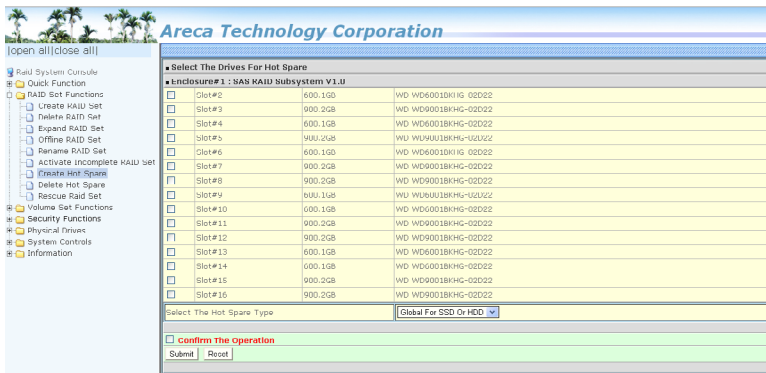 Areca Technology Corporation
|open all|close all|
Raid System Console
Quick Function
RAID Set Functions
Create RAID Set
Delete RAID Set
Expand RAID Set
Offline RAID Set
Rename RAID Set
Activate Incomplete RAID Set
Create Hot Spare
Delete Hot Spare
Rescue Raid Set
Volume Set Functions
Security Functions
Physical Drives
System Controls
Information
Select The Drives For Hot Spare
Enclosure#1 : SAS RAID Subsystem V1.0
Slot#2 600.1GB WD WD6001BKHG-02D22
Slot#3 900.2GB WD WD9001BKHG-02D22
Slot#4 600.1GB WD WD6001BKHG-02D22
Slot#5 900.2GB WD WD9001BKHG-02D22
Slot#6 600.1GB WD WD6001BKHG-02D22
Slot#7 900.2GB WD WD9001BKHG-02D22
Slot#8 900.2GB WD WD9001BKHG-02D22
Slot#9 600.1GB WD WD6001BKHG-02D22
Slot#10 600.1GB WD WD6001BKHG-02D22
Slot#11 900.2GB WD WD9001BKHG-02D22
Slot#12 900.2GB WD WD9001BKHG-02D22
Slot#13 600.1GB WD WD6001BKHG-02D22
Slot#14 600.1GB WD WD6001BKHG-02D22
Slot#15 900.2GB WD WD9001BKHG-02D22
Slot#16 900.2GB WD WD9001BKHG-02D22
Select The Hot Spare Type Global For SSD Or HDD
Confirm The Operation
Submit Reset